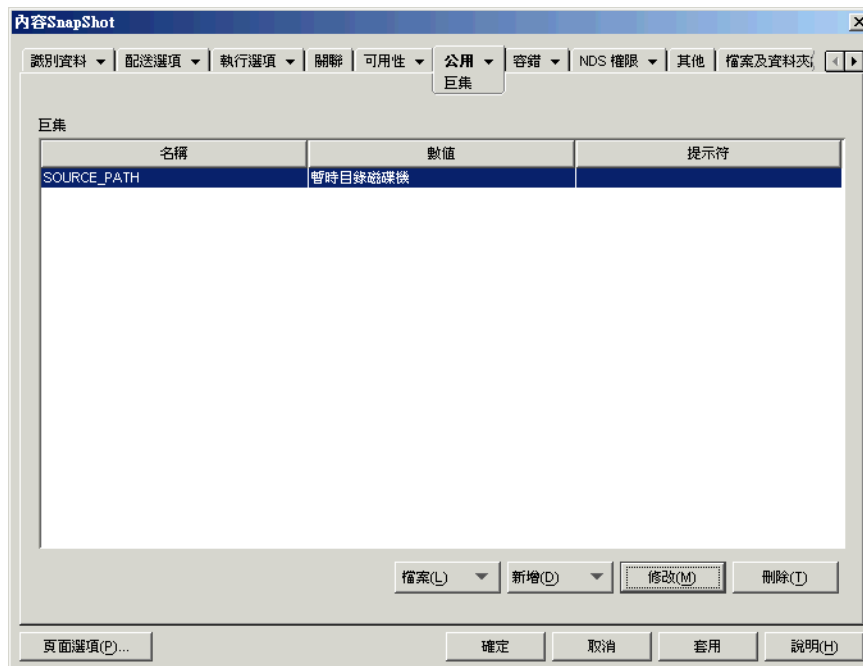 內容SnapShot
識別資料 配送選項 執行選項 關聯 可用性 公用 容錯 NDS 權限 其他 檔案及資料夾
巨集
巨集
名稱 數值 提示符
SOURCE_PATH 暫時目錄磁碟機
檔案(L) 新增(D) 修改(M) 刪除(T)
頁面選項(P)... 確定 取消 套用 說明(H)